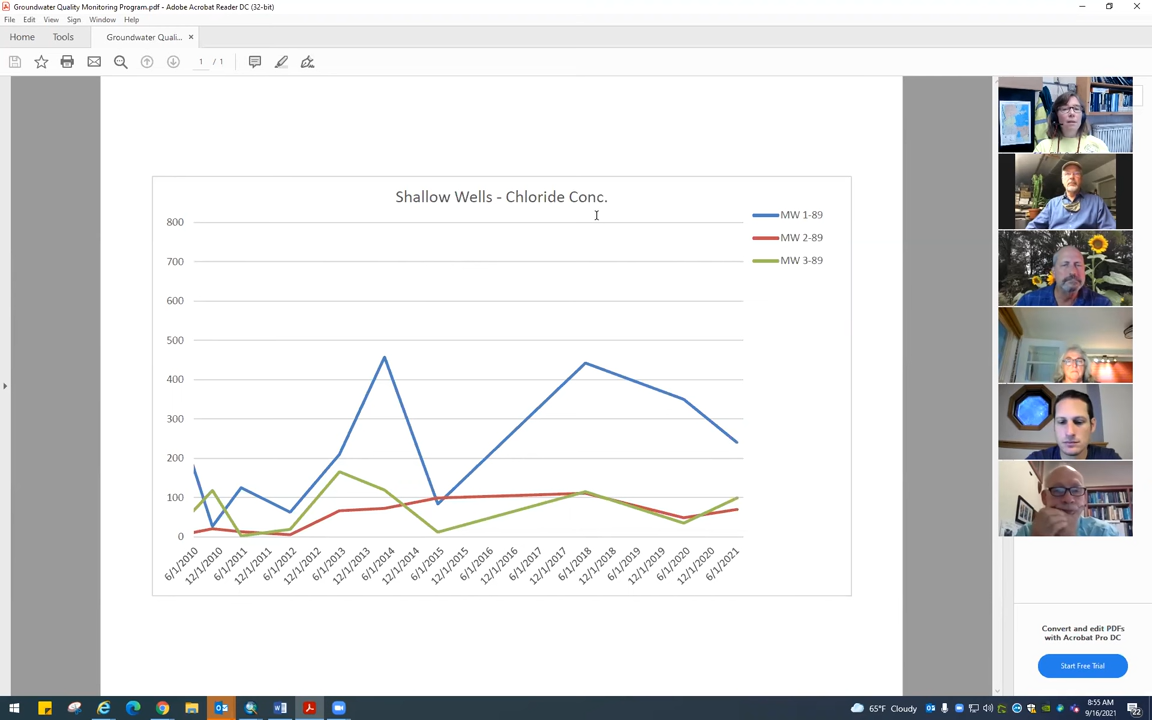 Groundwater Quality Monitoring Program.pdf - Adobe Acrobat Reader DC (32-bit)
File Edit View Sign Window Help
Home Tools Groundwater Quali... ×
1 / 1
Shallow Wells - Chloride Conc.
MW 1-89
MW 2-89
MW 3-89
800
700
600
500
400
300
200
100
0
6/1/2010
12/1/2010
6/1/2011
12/1/2011
6/1/2012
12/1/2012
6/1/2013
12/1/2013
6/1/2014
12/1/2014
6/1/2015
12/1/2015
6/1/2016
12/1/2016
6/1/2017
12/1/2017
6/1/2018
12/1/2018
6/1/2019
12/1/2019
6/1/2020
12/1/2020
6/1/2021
Convert and edit PDFs
with Acrobat Pro DC
Start Free Trial
65°F Cloudy
8:55 AM
9/16/2021
22